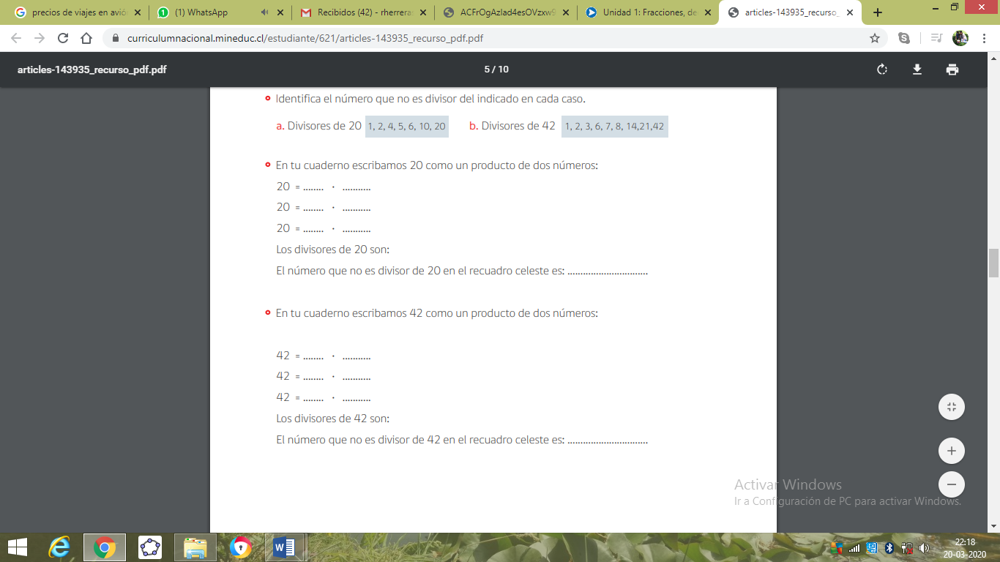 precios de viajes en avió
(1) WhatsApp
Recibidos (42) - rherreras
ACFrOgAzlad4esOVzxw9
Unidad 1: Fracciones, de
articles-143935_recurso_
curriculumnacional.mineduc.cl/estudiante/621/articles-143935_recurso_pdf.pdf
articles-143935_recurso_pdf.pdf
5 / 10
Identifica el número que no es divisor del indicado en cada caso.
a. Divisores de 20 1, 2, 4, 5, 6, 10, 20 b. Divisores de 42 1, 2, 3, 6, 7, 8, 14,21,42
En tu cuaderno escribamos 20 como un producto de dos números:
20 = ........ · ...........
20 = ........ · ...........
20 = ........ · ...........
Los divisores de 20 son:
El número que no es divisor de 20 en el recuadro celeste es: ...............................
En tu cuaderno escribamos 42 como un producto de dos números:
42 = ........ · ...........
42 = ........ · ...........
42 = ........ · ...........
Los divisores de 42 son:
El número que no es divisor de 42 en el recuadro celeste es: ...............................
Activar Windows
Ir a Configuración de PC para activar Windows.
22:18
20-03-2020